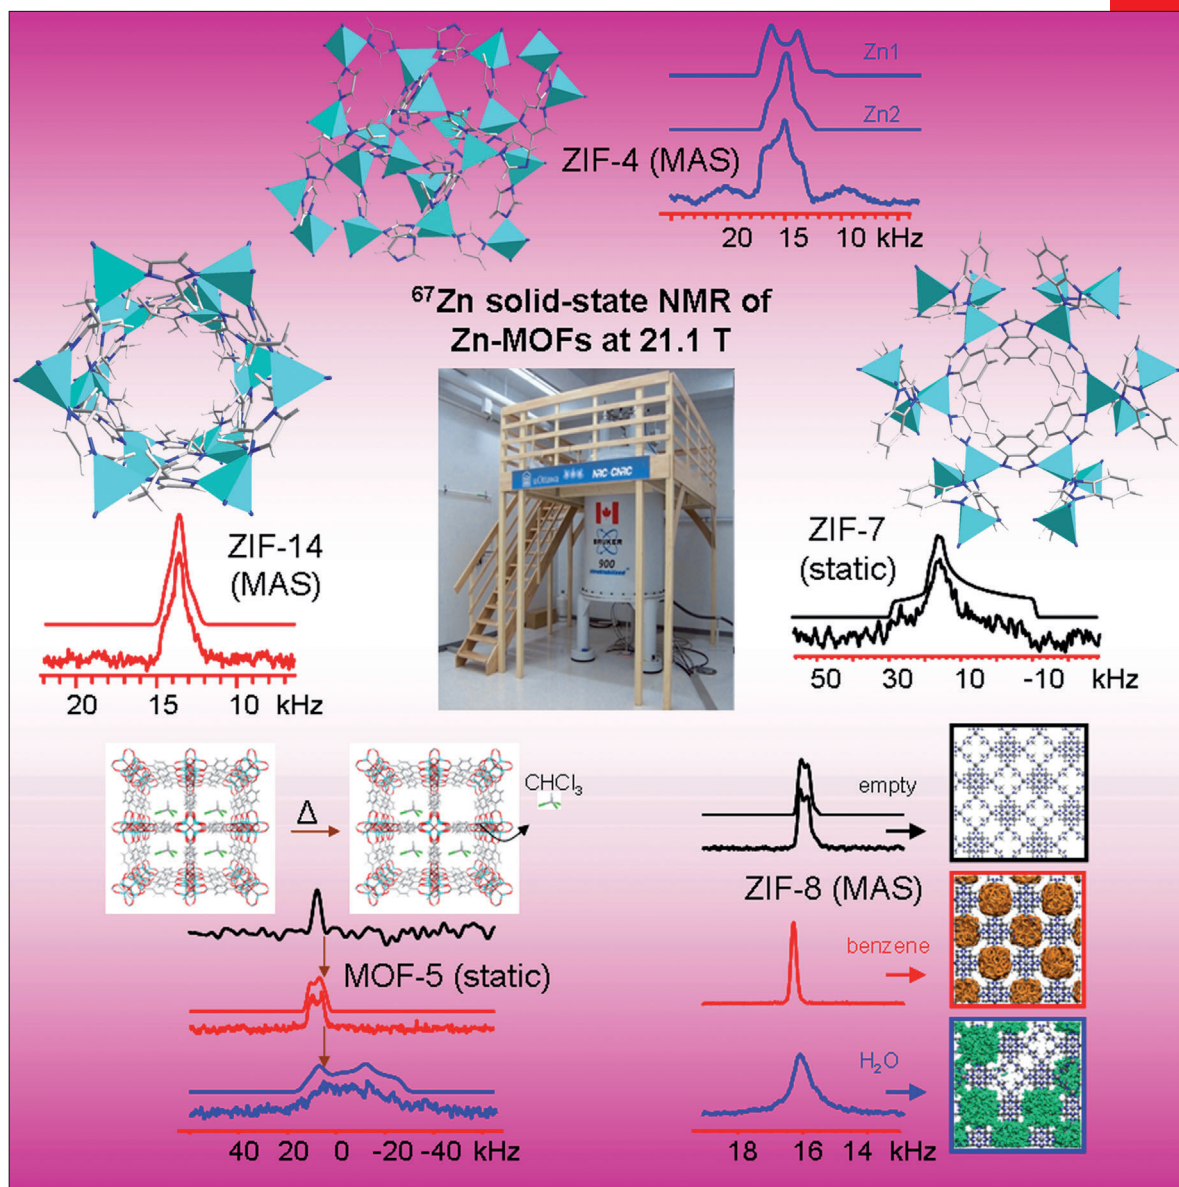 Zn1
Zn2
ZIF-4 (MAS)
20 15 10 kHz
⁶⁷Zn solid-state NMR of
Zn-MOFs at 21.1 T
uOttawa NRC·CNRC
BRUKER
900
ZIF-14
(MAS)
20 15 10 kHz
ZIF-7
(static)
50 30 10 -10 kHz
Δ
CHCl₃
MOF-5 (static)
40 20 0 -20 -40 kHz
empty
ZIF-8 (MAS)
benzene
H₂O
18 16 14 kHz